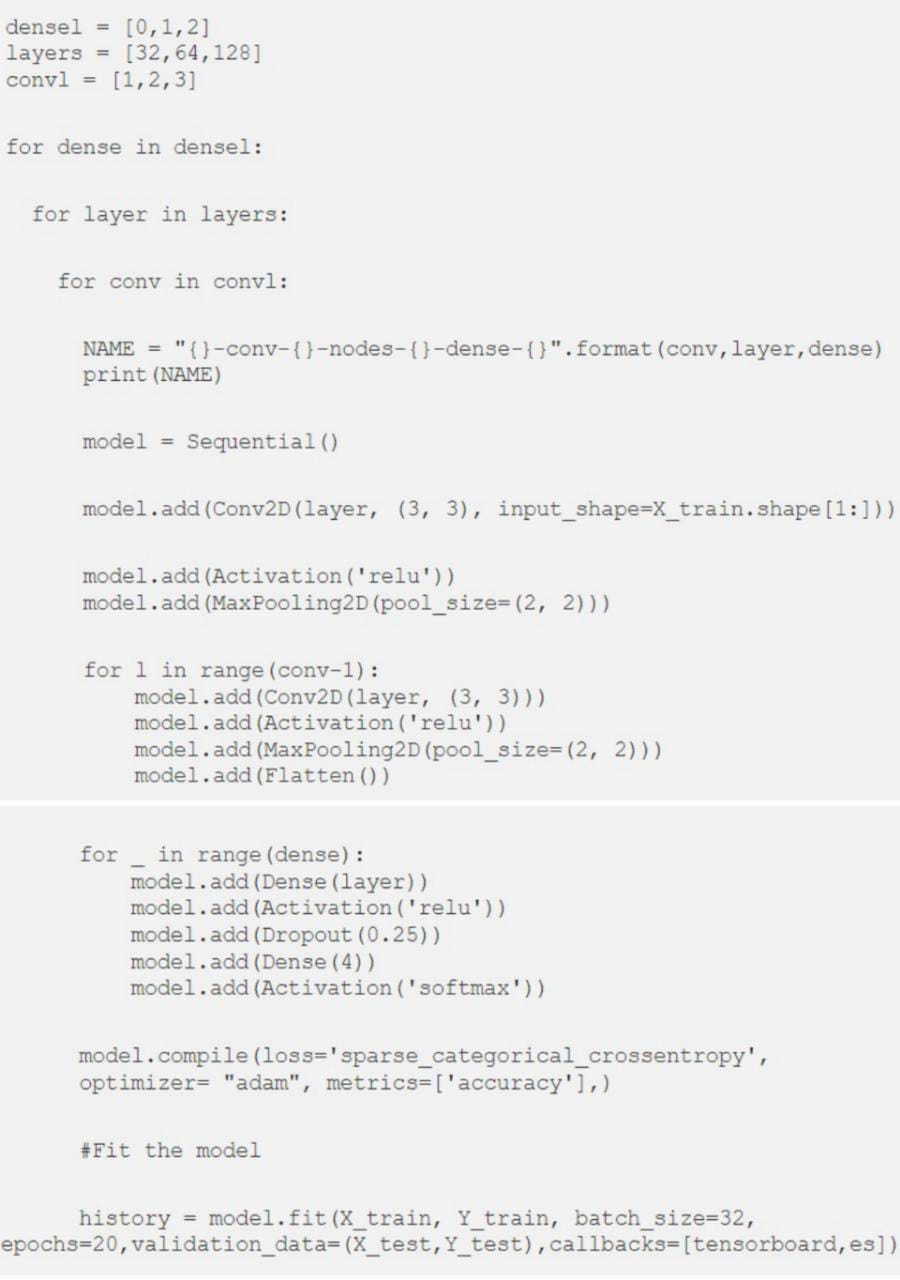 densel = [0,1,2]
layers = [32,64,128]
convl = [1,2,3]
for dense in densel:
for layer in layers:
for conv in convl:
NAME = "{}-conv-{}-nodes-{}-dense-{}".format(conv,layer,dense)
print(NAME)
model = Sequential()
model.add(Conv2D(layer, (3, 3), input_shape=X_train.shape[1:]))
model.add(Activation('relu'))
model.add(MaxPooling2D(pool_size=(2, 2)))
for l in range(conv-1):
model.add(Conv2D(layer, (3, 3)))
model.add(Activation('relu'))
model.add(MaxPooling2D(pool_size=(2, 2)))
model.add(Flatten())
for _ in range(dense):
model.add(Dense(layer))
model.add(Activation('relu'))
model.add(Dropout(0.25))
model.add(Dense(4))
model.add(Activation('softmax'))
model.compile(loss='sparse_categorical_crossentropy',
optimizer= "adam", metrics=['accuracy'],)
#Fit the model
history = model.fit(X_train, Y_train, batch_size=32,
epochs=20,validation_data=(X_test,Y_test),callbacks=[tensorboard,es])